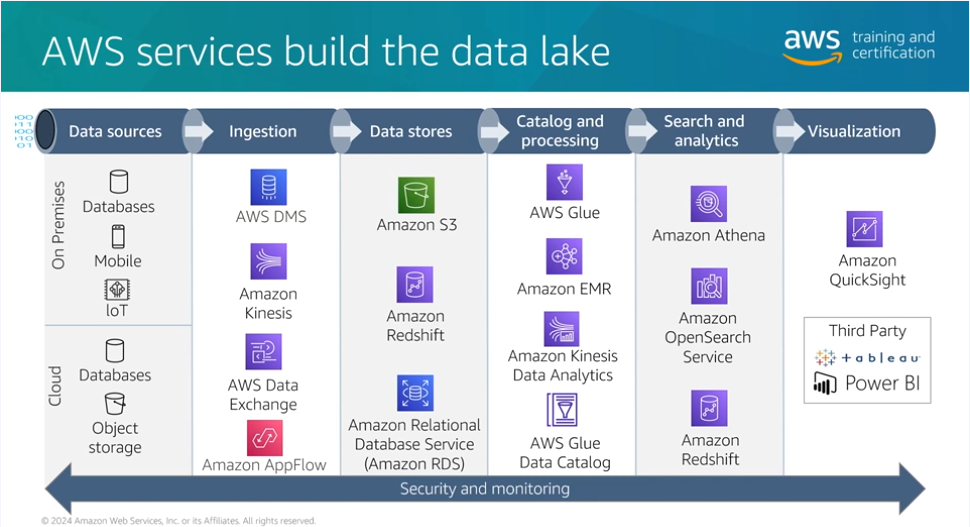 AWS services build the data lake
aws training and
certification
Data sources
Ingestion
Data stores
Catalog and
processing
Search and
analytics
Visualization
On Premises
Databases
Mobile
IoT
Cloud
Databases
Object
storage
AWS DMS
Amazon
Kinesis
AWS Data
Exchange
Amazon AppFlow
Amazon S3
Amazon
Redshift
Amazon Relational
Database Service
(Amazon RDS)
AWS Glue
Amazon EMR
Amazon Kinesis
Data Analytics
AWS Glue
Data Catalog
Amazon Athena
Amazon
OpenSearch
Service
Amazon
Redshift
Amazon
QuickSight
Third Party
+ableau
Power BI
Security and monitoring
© 2024 Amazon Web Services, Inc. or its Affiliates. All rights reserved.